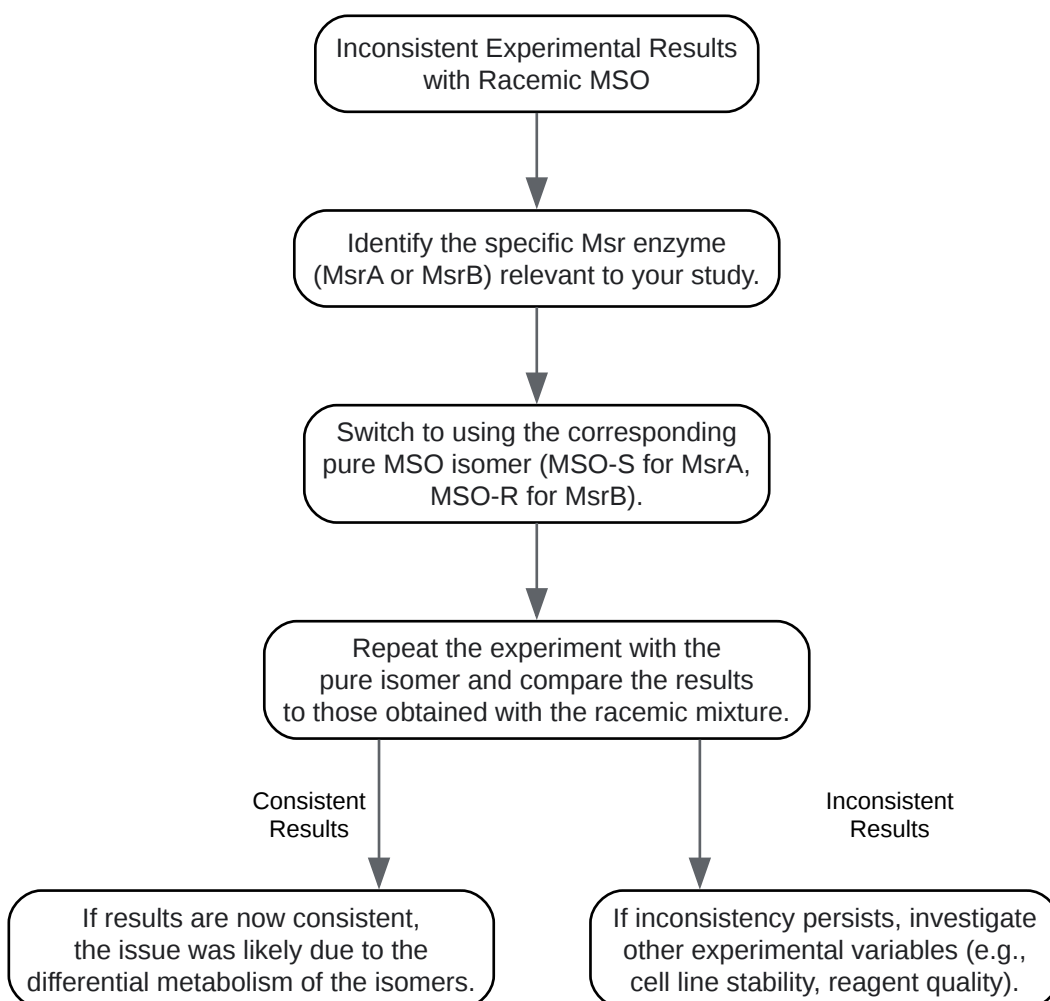 Inconsistent Experimental Results
with Racemic MSO
Identify the specific Msr enzyme
(MsrA or MsrB) relevant to your study.
Switch to using the corresponding
pure MSO isomer (MSO-S for MsrA,
MSO-R for MsrB).
Repeat the experiment with the
pure isomer and compare the results
to those obtained with the racemic mixture.
Consistent
Results
Inconsistent
Results
If results are now consistent,
the issue was likely due to the
differential metabolism of the isomers.
If inconsistency persists, investigate
other experimental variables (e.g.,
cell line stability, reagent quality).